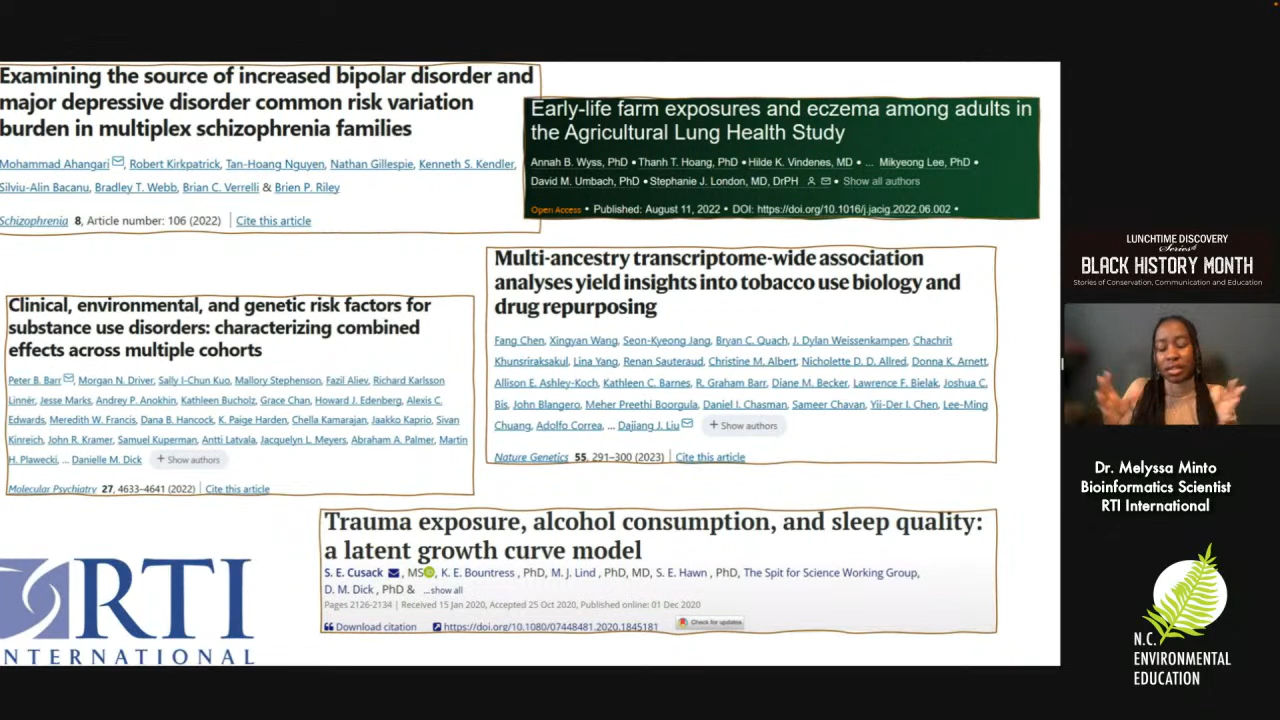 Examining the source of increased bipolar disorder and
major depressive disorder common risk variation
burden in multiplex schizophrenia families
Mohammad Ahangari, Robert Kirkpatrick, Tan-Hoang Nguyen, Nathan Gillespie, Kenneth S. Kendler,
Silviu-Alin Bacanu, Bradley T. Webb, Brian C. Verrelli & Brien P. Riley
Schizophrenia 8, Article number: 106 (2022) | Cite this article
Early-life farm exposures and eczema among adults in
the Agricultural Lung Health Study
Annah B. Wyss, PhD • Thanh T. Hoang, PhD • Hilde K. Vindenes, MD • ... Mikyeong Lee, PhD •
David M. Umbach, PhD • Stephanie J. London, MD, DrPH • Show all authors
Open Access • Published: August 11, 2022 • DOI: https://doi.org/10.1016/j.jacig.2022.06.002 •
Clinical, environmental, and genetic risk factors for
substance use disorders: characterizing combined
effects across multiple cohorts
Peter B. Barr, Morgan N. Driver, Sally I-Chun Kuo, Mallory Stephenson, Fazil Aliev, Richard Karlsson
Linnér, Jesse Marks, Andrey P. Anokhin, Kathleen Bucholz, Grace Chan, Howard J. Edenberg, Alexis C.
Edwards, Meredith W. Francis, Dana B. Hancock, K. Paige Harden, Chella Kamarajan, Jaakko Kaprio, Sivan
Kinreich, John R. Kramer, Samuel Kuperman, Antti Latvala, Jacquelyn L. Meyers, Abraham A. Palmer, Martin
H. Plawecki, ... Danielle M. Dick + Show authors
Molecular Psychiatry 27, 4633–4641 (2022) | Cite this article
Multi-ancestry transcriptome-wide association
analyses yield insights into tobacco use biology and
drug repurposing
Fang Chen, Xingyan Wang, Seon-Kyeong Jang, Bryan C. Quach, J. Dylan Weissenkampen, Chachrit
Khunsriraksakul, Lina Yang, Renan Sauteraud, Christine M. Albert, Nicholette D. D. Allred, Donna K. Arnett,
Allison E. Ashley-Koch, Kathleen C. Barnes, R. Graham Barr, Diane M. Becker, Lawrence F. Bielak, Joshua C.
Bis, John Blangero, Meher Preethi Boorgula, Daniel I. Chasman, Sameer Chavan, Yii-Der I. Chen, Lee-Ming
Chuang, Adolfo Correa, ... Dajiang J. Liu + Show authors
Nature Genetics 55, 291–300 (2023) | Cite this article
Trauma exposure, alcohol consumption, and sleep quality:
a latent growth curve model
S. E. Cusack, MS, K. E. Bountress, PhD, M. J. Lind, PhD, MD, S. E. Hawn, PhD, The Spit for Science Working Group,
D. M. Dick, PhD & ...show all
Pages 2126-2134 | Received 15 Jan 2020, Accepted 25 Oct 2020, Published online: 01 Dec 2020
Download citation https://doi.org/10.1080/07448481.2020.1845181 Check for updates
RTI
INTERNATIONAL
LUNCHTIME DISCOVERY
Series
BLACK HISTORY MONTH
Stories of Conservation, Communication and Education
Dr. Melyssa Minto
Bioinformatics Scientist
RTI International
N.C.
ENVIRONMENTAL
EDUCATION